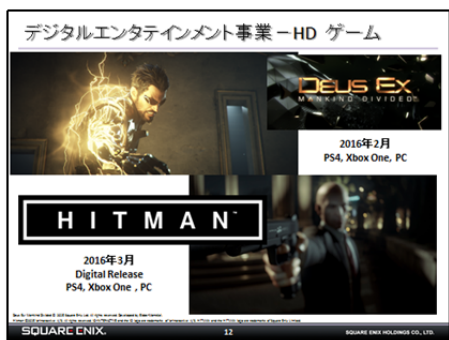 デジタルエンタテインメント事業－HD ゲーム
DEUS EX
MANKIND DIVIDED™
2016年2月
PS4, Xbox One, PC
HITMAN™
2016年3月
Digital Release
PS4, Xbox One , PC
SQUARE ENIX.
12
SQUARE ENIX HOLDINGS CO., LTD.